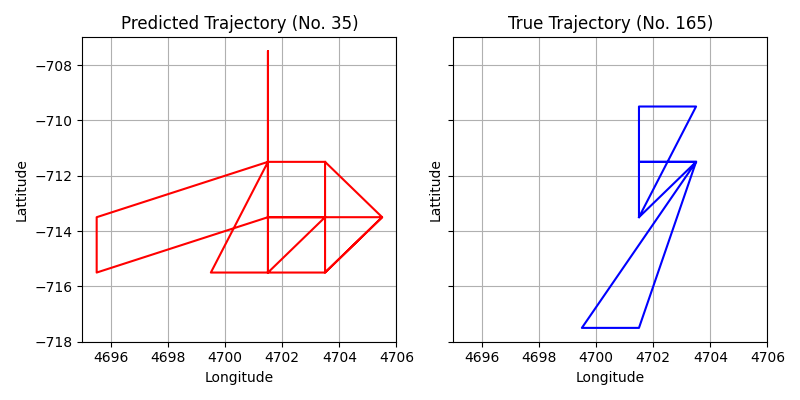 Predicted Trajectory (No. 35)
True Trajectory (No. 165)
Lattitude
−708
−710
−712
−714
−716
−718
4696 4698 4700 4702 4704 4706
Longitude
Lattitude
4696 4698 4700 4702 4704 4706
Longitude